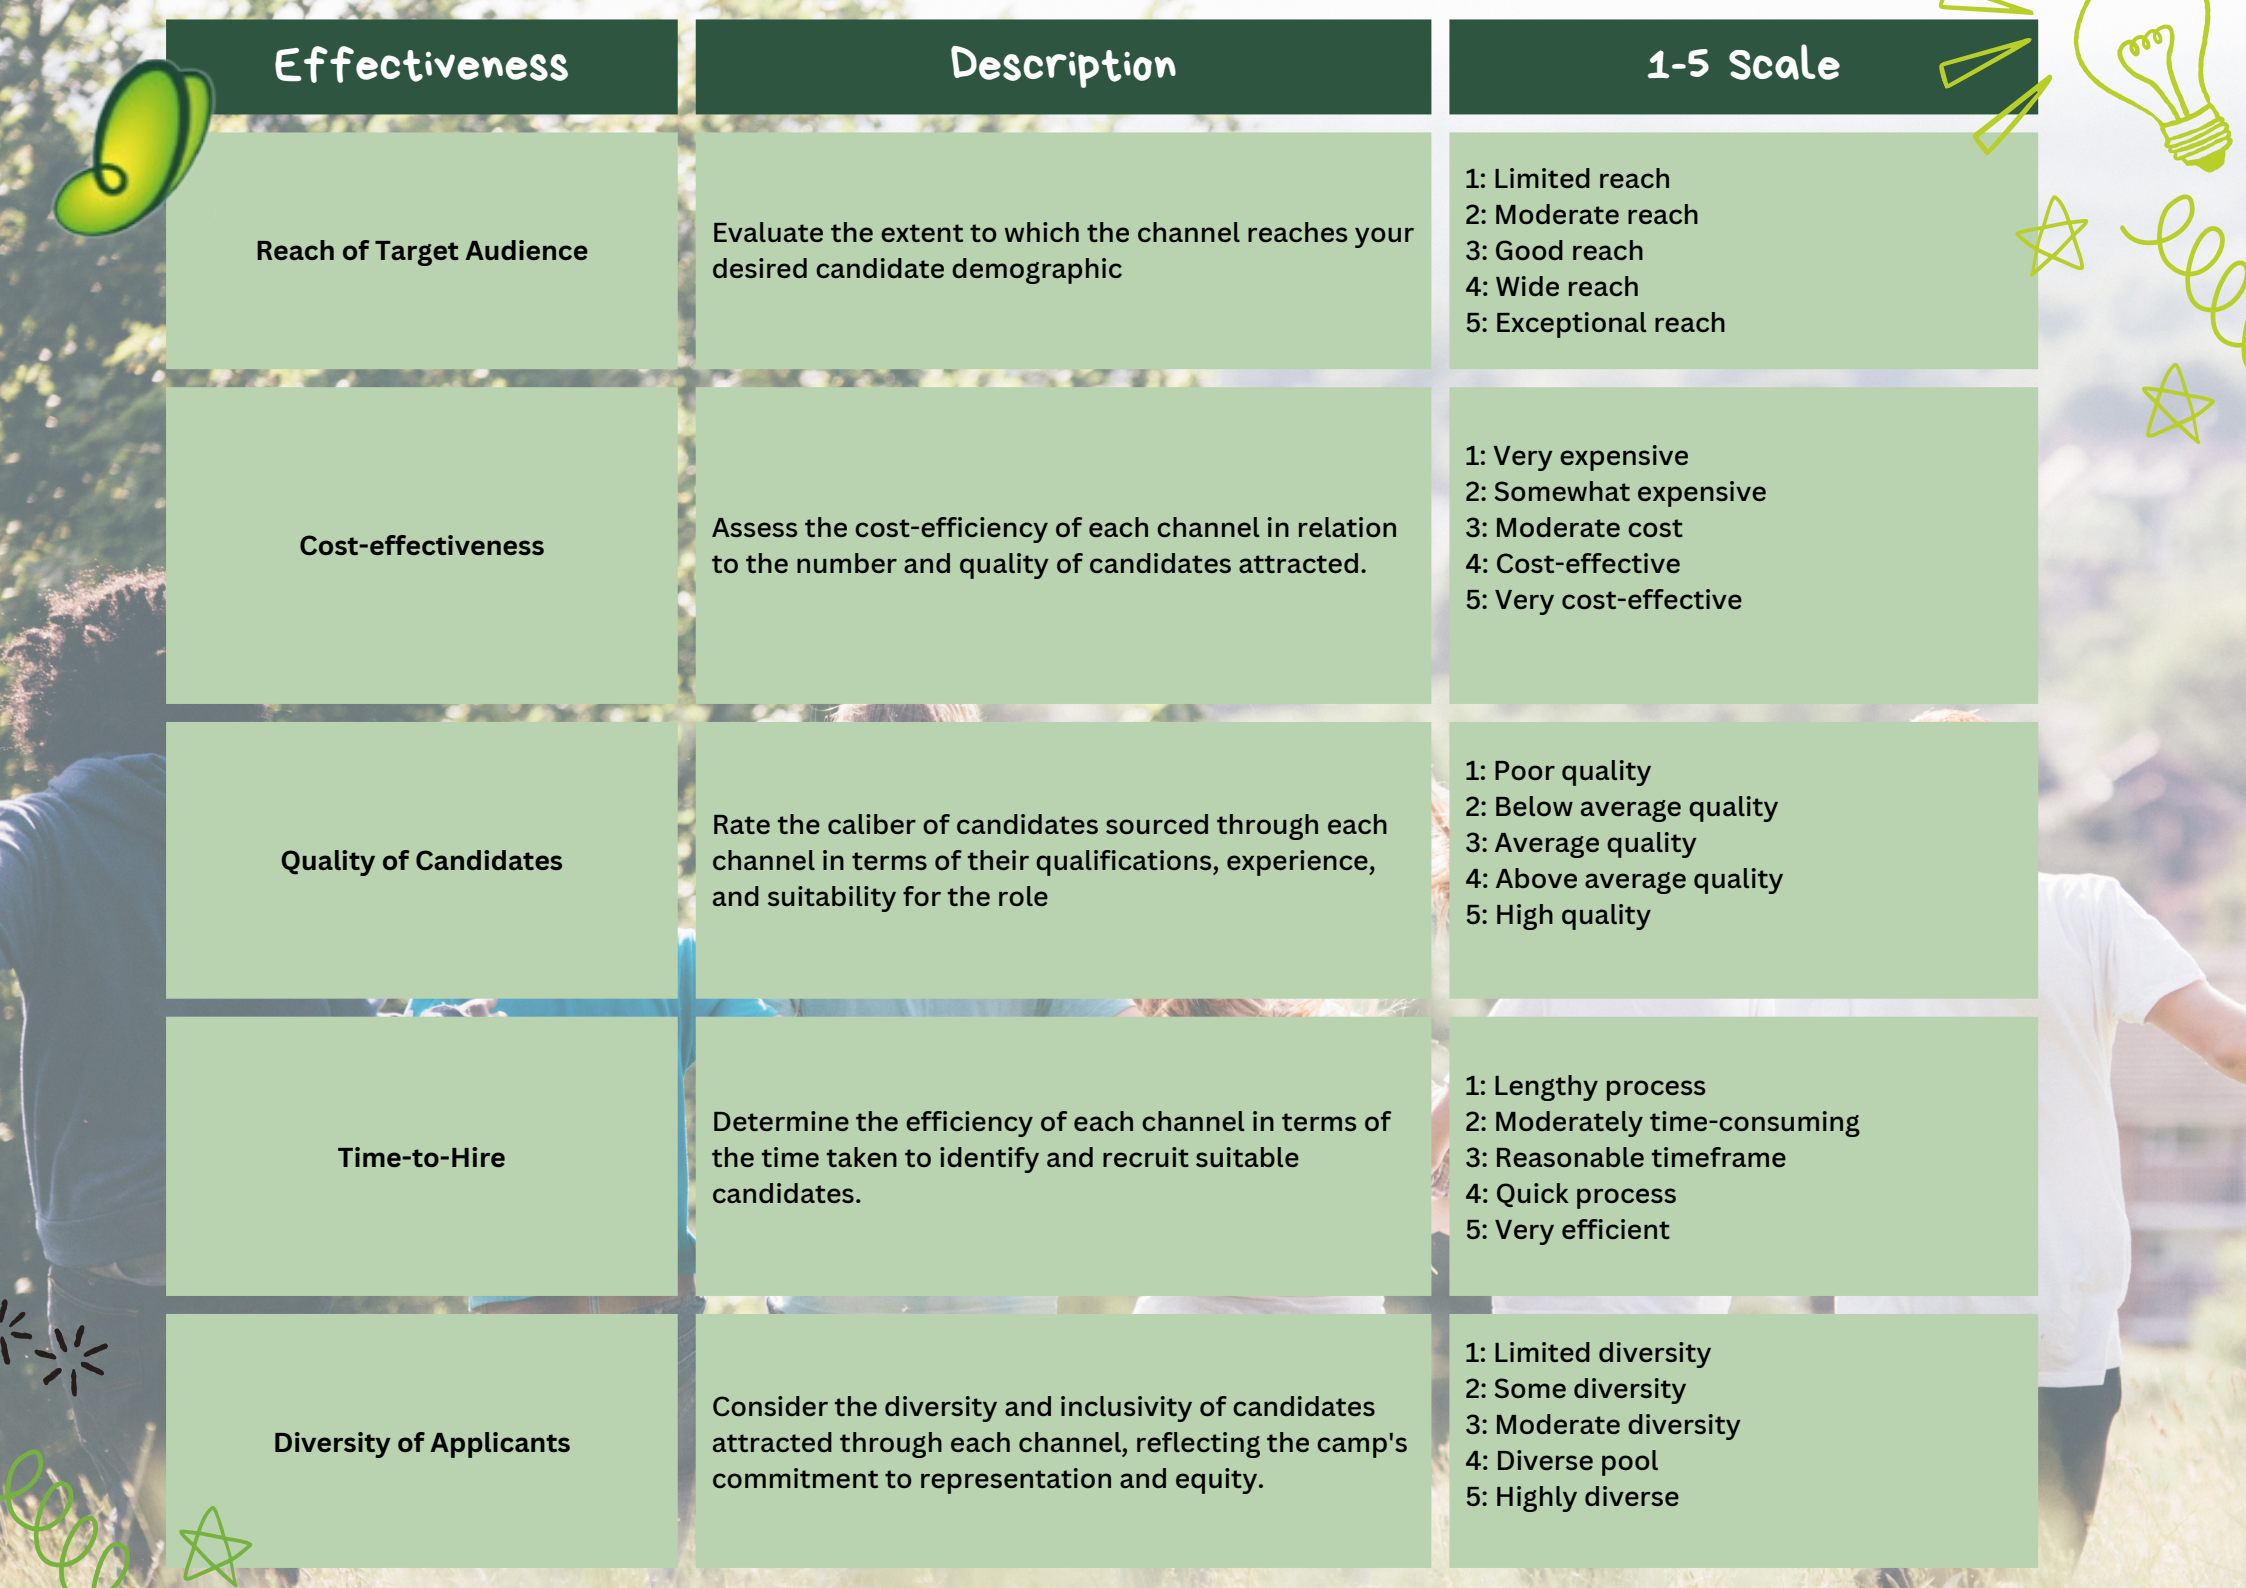 Effectiveness
Description
1-5 Scale
Reach of Target Audience
Evaluate the extent to which the channel reaches your
desired candidate demographic
1: Limited reach
2: Moderate reach
3: Good reach
4: Wide reach
5: Exceptional reach
Cost-effectiveness
Assess the cost-efficiency of each channel in relation
to the number and quality of candidates attracted.
1: Very expensive
2: Somewhat expensive
3: Moderate cost
4: Cost-effective
5: Very cost-effective
Quality of Candidates
Rate the caliber of candidates sourced through each
channel in terms of their qualifications, experience,
and suitability for the role
1: Poor quality
2: Below average quality
3: Average quality
4: Above average quality
5: High quality
Time-to-Hire
Determine the efficiency of each channel in terms of
the time taken to identify and recruit suitable
candidates.
1: Lengthy process
2: Moderately time-consuming
3: Reasonable timeframe
4: Quick process
5: Very efficient
Diversity of Applicants
Consider the diversity and inclusivity of candidates
attracted through each channel, reflecting the camp's
commitment to representation and equity.
1: Limited diversity
2: Some diversity
3: Moderate diversity
4: Diverse pool
5: Highly diverse